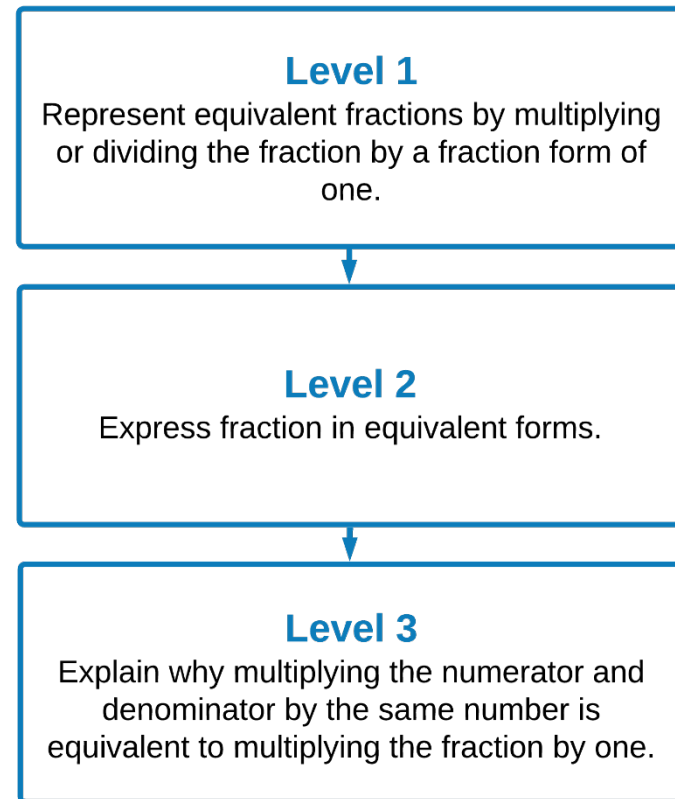 Level 1
Represent equivalent fractions by multiplying
or dividing the fraction by a fraction form of
one.
Level 2
Express fraction in equivalent forms.
Level 3
Explain why multiplying the numerator and
denominator by the same number is
equivalent to multiplying the fraction by one.